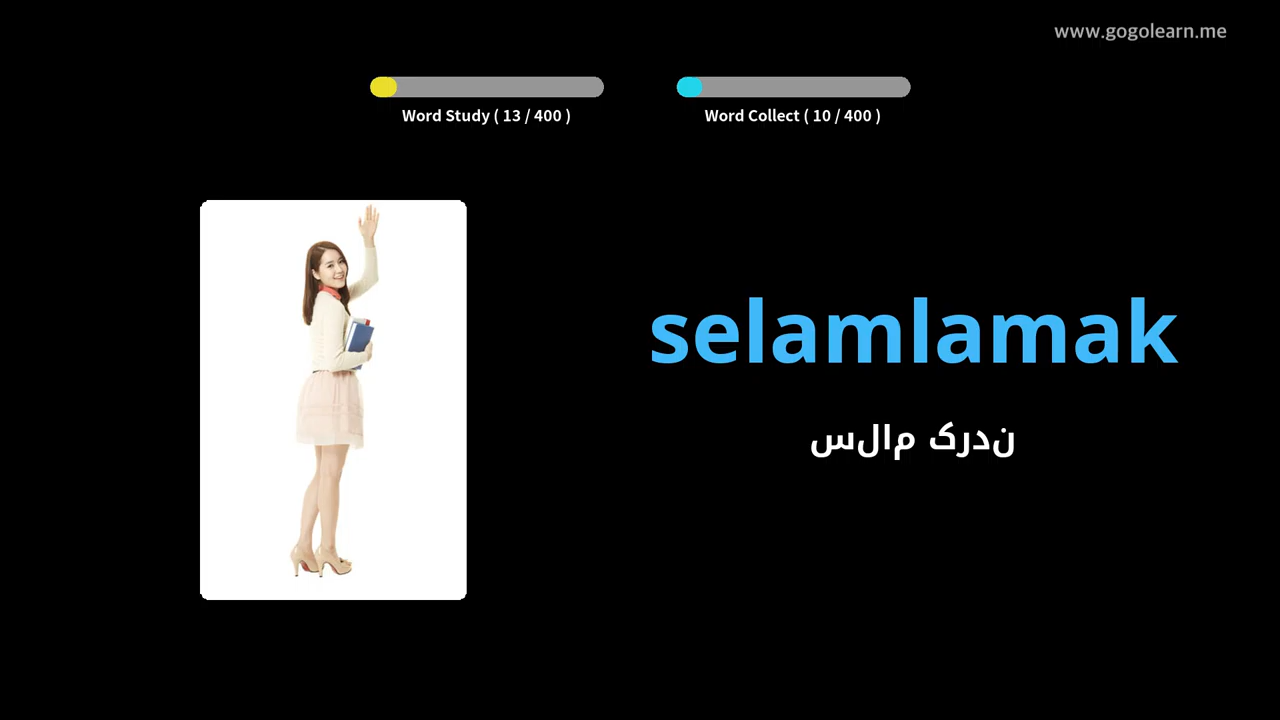 www.gogolearn.me
Word Study ( 13 / 400 )
Word Collect ( 10 / 400 )
selamlamak
سلام کردن